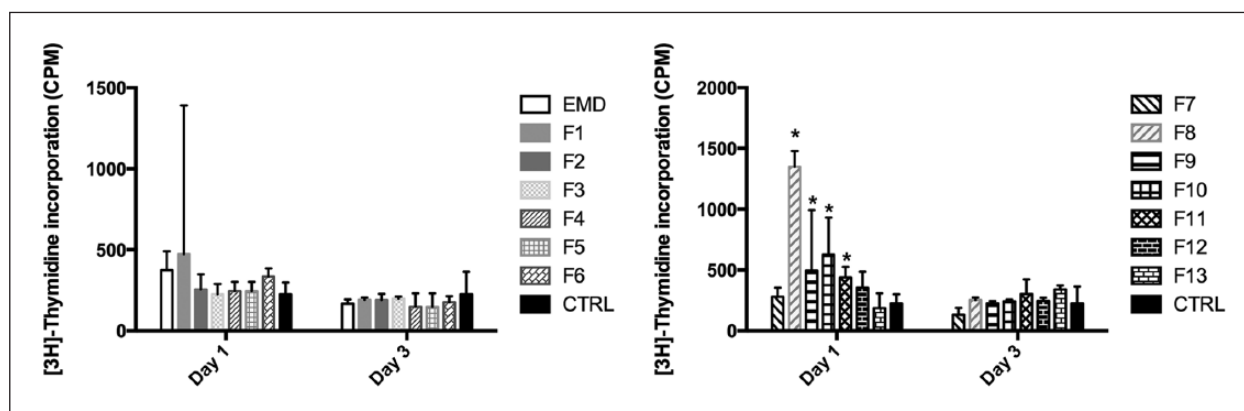 [3H]-Thymidine incorporation (CPM)
1500
1000
500
0
Day 1
Day 3
EMD
F1
F2
F3
F4
F5
F6
CTRL
[3H]-Thymidine incorporation (CPM)
2000
1500
1000
500
0
*
*
*
*
Day 1
Day 3
F7
F8
F9
F10
F11
F12
F13
CTRL